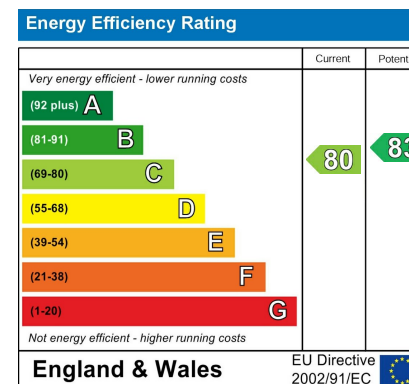 Energy Efficiency Rating
Current Potent
Very energy efficient - lower running costs
(92 plus) A
(81-91) B
(69-80) C
(55-68) D
(39-54) E
(21-38) F
(1-20) G
80
83
Not energy efficient - higher running costs
England & Wales
EU Directive
2002/91/EC